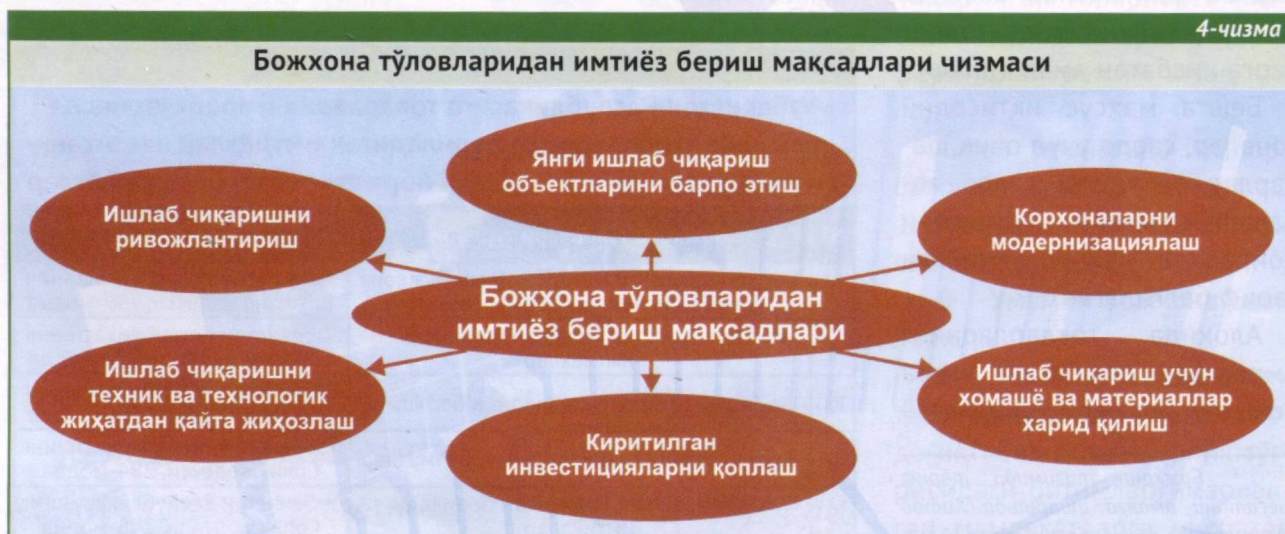 4-чизма
Божхона тўловларидан имтиёз бериш мақсадлари чизмаси
Янги ишлаб чиқариш
объектларини барпо этиш
Ишлаб чиқаришни
ривожлантириш
Корхоналарни
модернизациялаш
Божхона тўловларидан
имтиёз бериш мақсадлари
Ишлаб чиқаришни
техник ва технологик
жиҳатдан қайта жиҳозлаш
Ишлаб чиқариш учун
хомашё ва материаллар
харид қилиш
Киритилган
инвестицияларни қоплаш